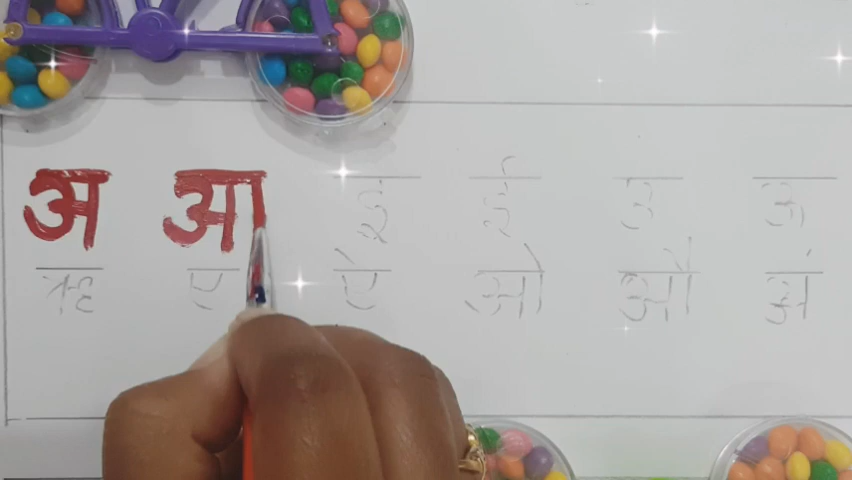 अ आ इ ई उ ऊ
ऋ ए ऐ ओ औ अं